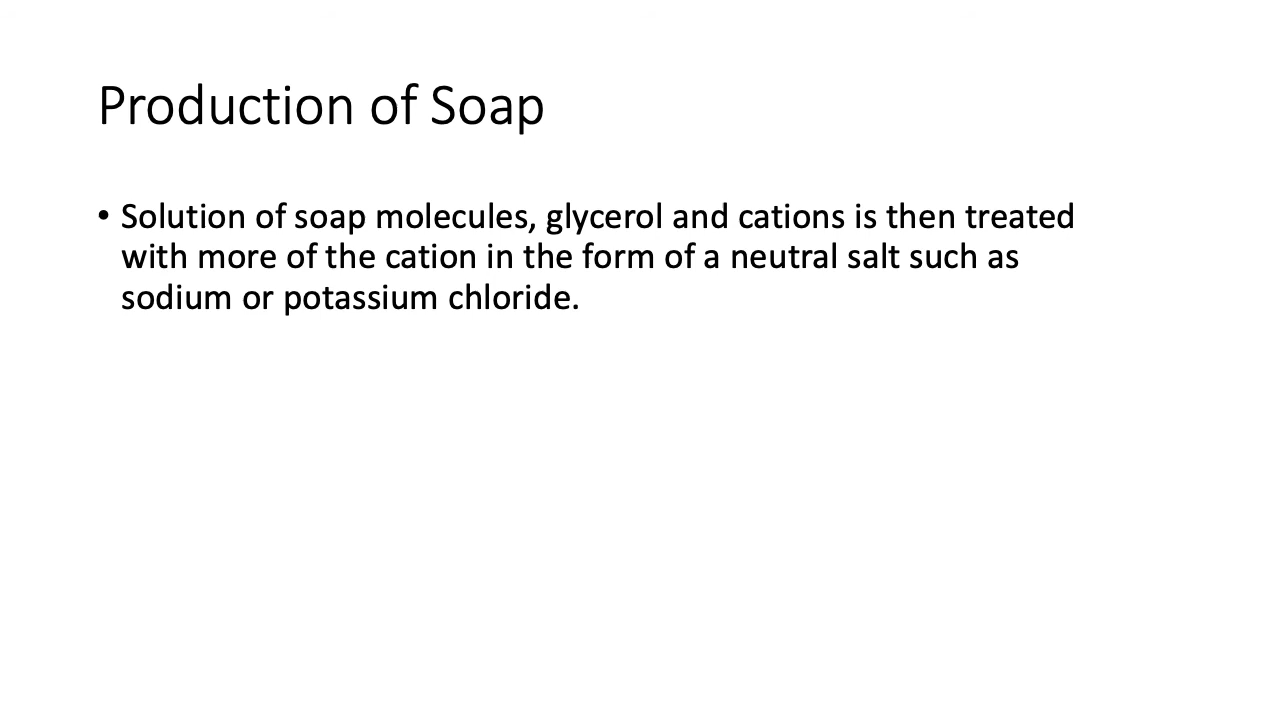 Production of Soap
• Solution of soap molecules, glycerol and cations is then treated
with more of the cation in the form of a neutral salt such as
sodium or potassium chloride.